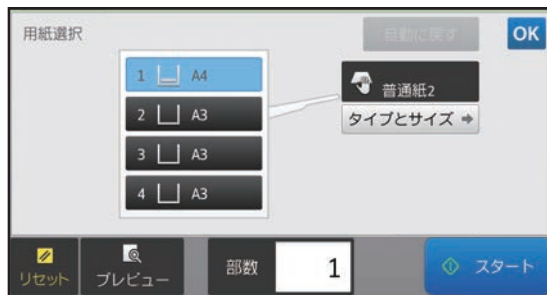 用紙選択
自動に戻す
OK
1 A4
2 A3
3 A3
4 A3
普通紙2
タイプとサイズ
リセット
プレビュー
部数
1
スタート